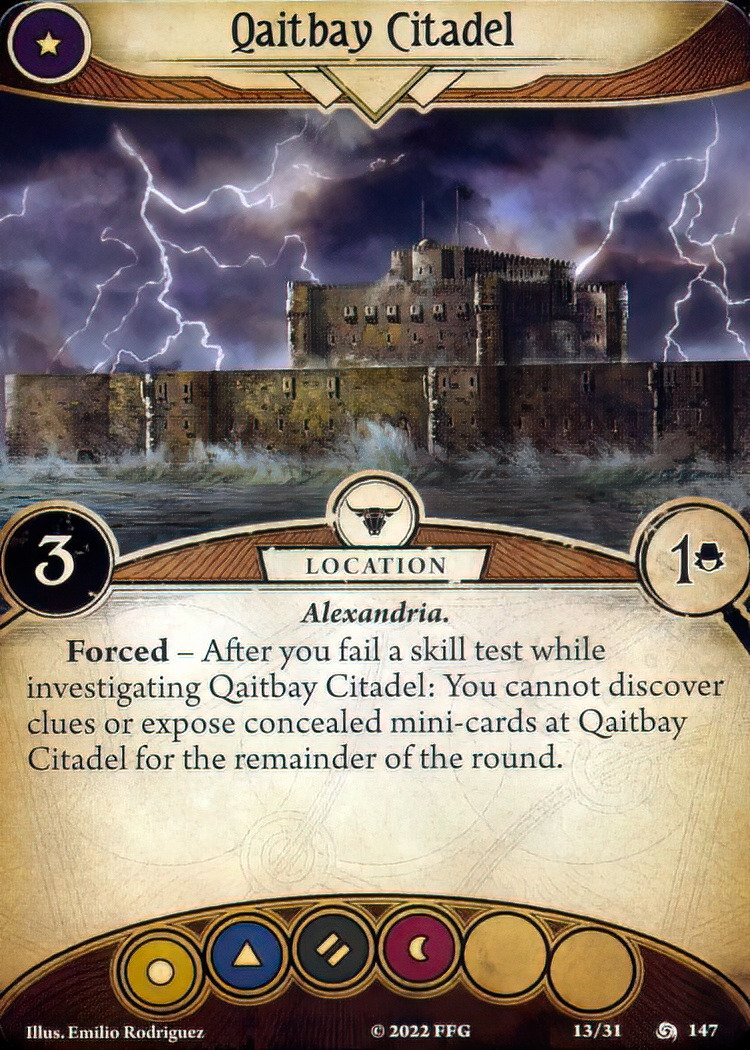 Qaitbay Citadel
3
LOCATION
1
Alexandria.
Forced – After you fail a skill test while
investigating Qaitbay Citadel: You cannot discover
clues or expose concealed mini-cards at Qaitbay
Citadel for the remainder of the round.
Illus. Emilio Rodriguez
© 2022 FFG
13/31
147